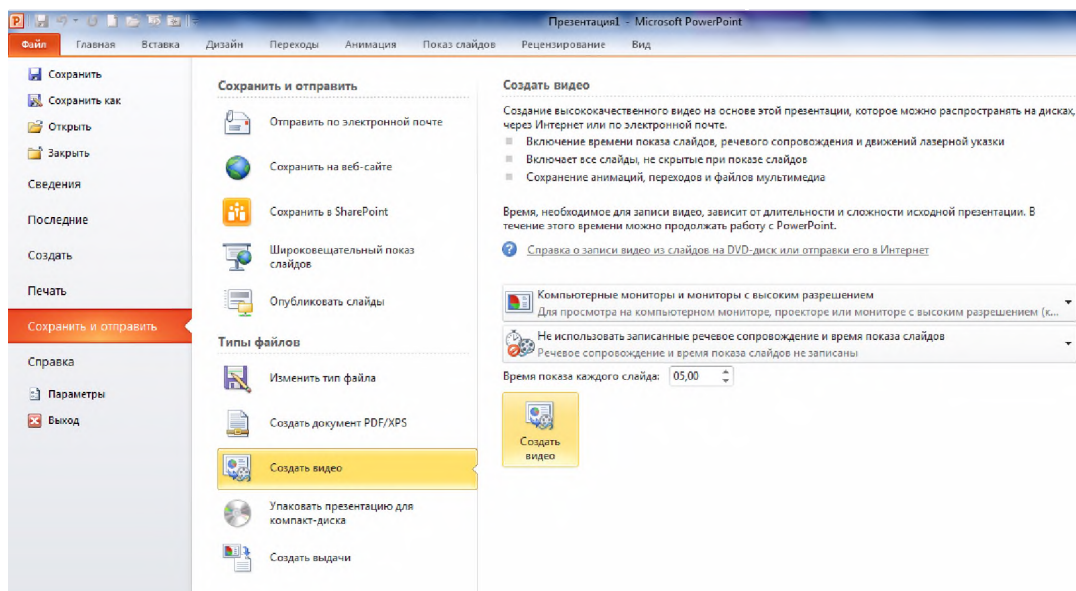 Презентация1 - Microsoft PowerPoint
Файл Главная Вставка Дизайн Переходы Анимация Показ слайдов Рецензирование Вид
Сохранить
Сохранить как
Открыть
Закрыть
Сведения
Последние
Создать
Печать
Сохранить и отправить
Справка
Параметры
Выход
Сохранить и отправить
Отправить по электронной почте
Сохранить на веб-сайте
Сохранить в SharePoint
Широковещательный показ
слайдов
Опубликовать слайды
Типы файлов
Изменить тип файла
Создать документ PDF/XPS
Создать видео
Упаковать презентацию для
компакт-диска
Создать выдачи
Создать видео
Создание высококачественного видео на основе этой презентации, которое можно распространять на дисках,
через Интернет или по электронной почте.
Включение времени показа слайдов, речевого сопровождения и движений лазерной указки
Включает все слайды, не скрытые при показе слайдов
Сохранение анимаций, переходов и файлов мультимедиа
Время, необходимое для записи видео, зависит от длительности и сложности исходной презентации. В
течение этого времени можно продолжать работу с PowerPoint.
Справка о записи видео из слайдов на DVD-диск или отправки его в Интернет
Компьютерные мониторы и мониторы с высоким разрешением
Для просмотра на компьютерном мониторе, проекторе или мониторе с высоким разрешением (к...
Не использовать записанные речевое сопровождение и время показа слайдов
Речевое сопровождение и время показа слайдов не записаны
Время показа каждого слайда: 05,00
Создать
видео